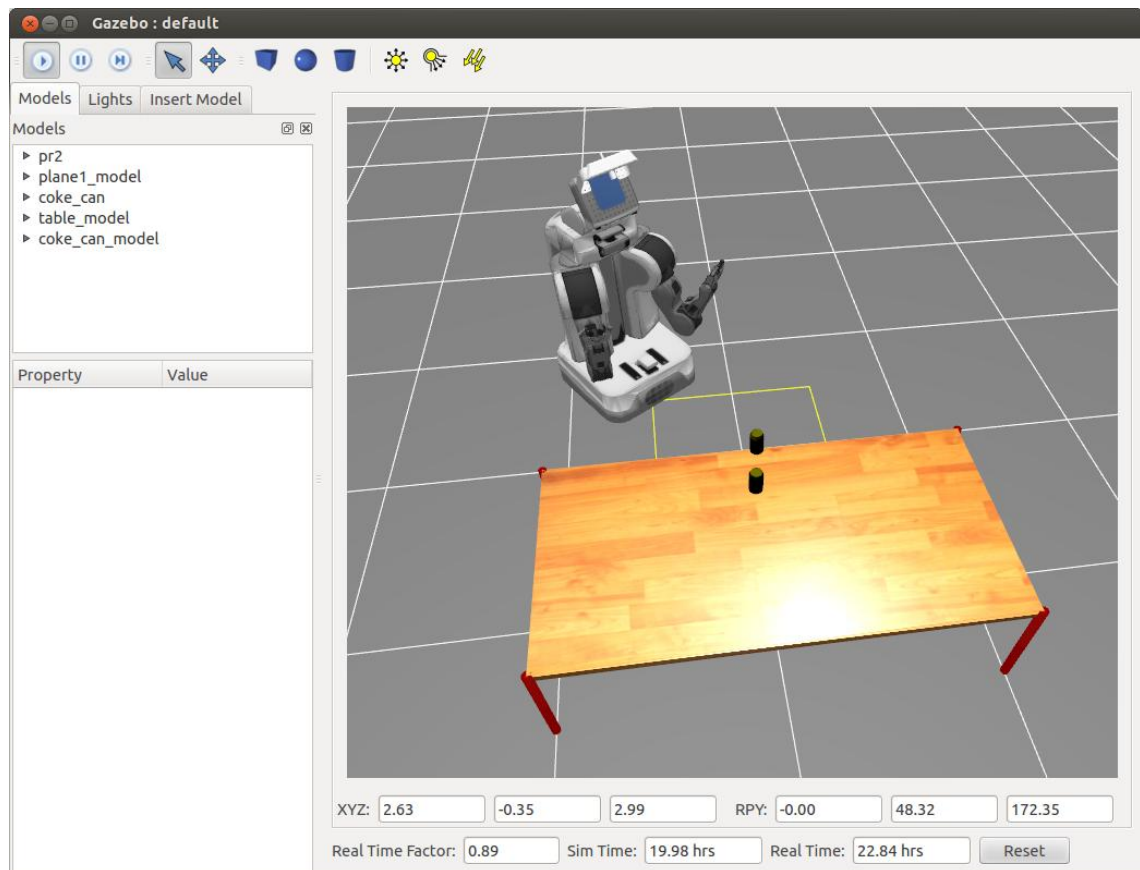 Gazebo : default
Models Lights Insert Model
Models
pr2
plane1_model
coke_can
table_model
coke_can_model
Property Value
XYZ: 2.63 -0.35 2.99 RPY: -0.00 48.32 172.35
Real Time Factor: 0.89 Sim Time: 19.98 hrs Real Time: 22.84 hrs Reset